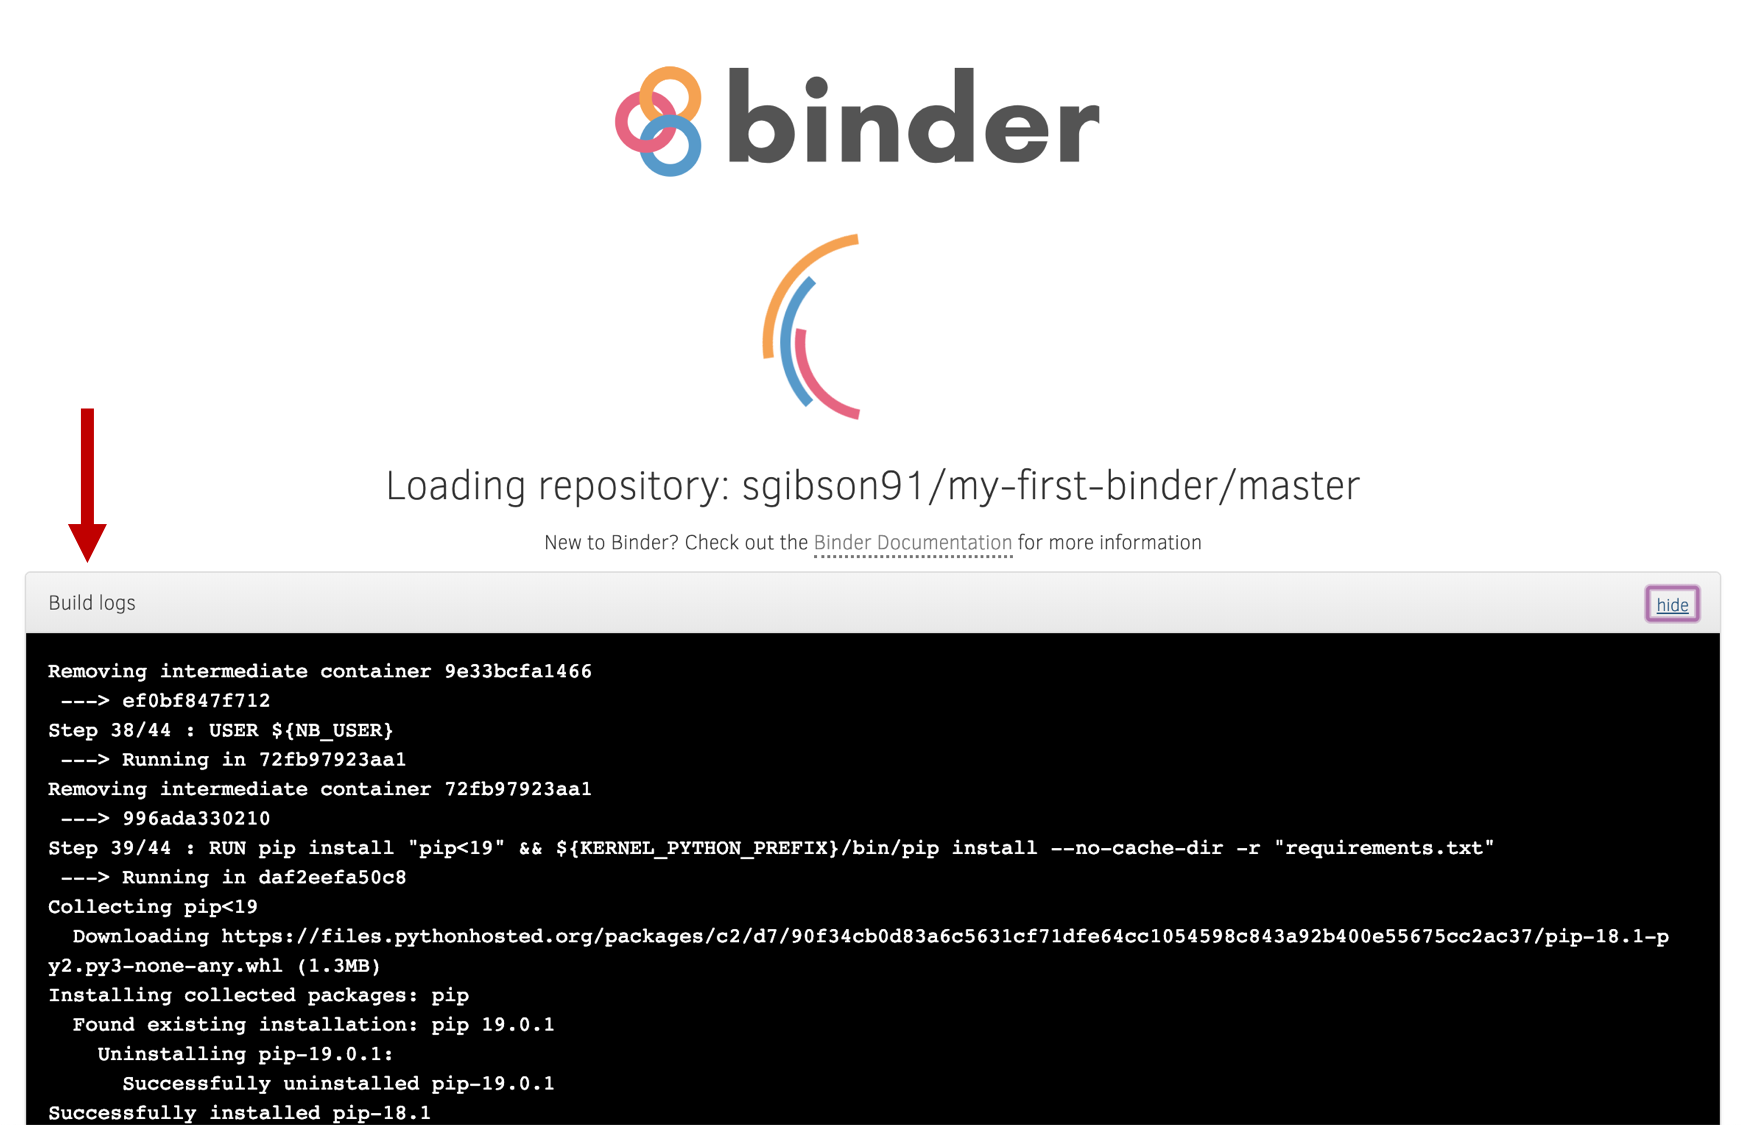 binder
Loading repository: sgibson91/my-first-binder/master
New to Binder? Check out the Binder Documentation for more information
Build logs
hide
Removing intermediate container 9e33bcfa1466
 ---> ef0bf847f712
Step 38/44 : USER ${NB_USER}
 ---> Running in 72fb97923aa1
Removing intermediate container 72fb97923aa1
 ---> 996ada330210
Step 39/44 : RUN pip install "pip<19" && ${KERNEL_PYTHON_PREFIX}/bin/pip install --no-cache-dir -r "requirements.txt"
 ---> Running in daf2eefa50c8
Collecting pip<19
  Downloading https://files.pythonhosted.org/packages/c2/d7/90f34cb0d83a6c5631cf71dfe64cc1054598c843a92b400e55675cc2ac37/pip-18.1-p
y2.py3-none-any.whl (1.3MB)
Installing collected packages: pip
  Found existing installation: pip 19.0.1
    Uninstalling pip-19.0.1:
      Successfully uninstalled pip-19.0.1
Successfully installed pip-18.1